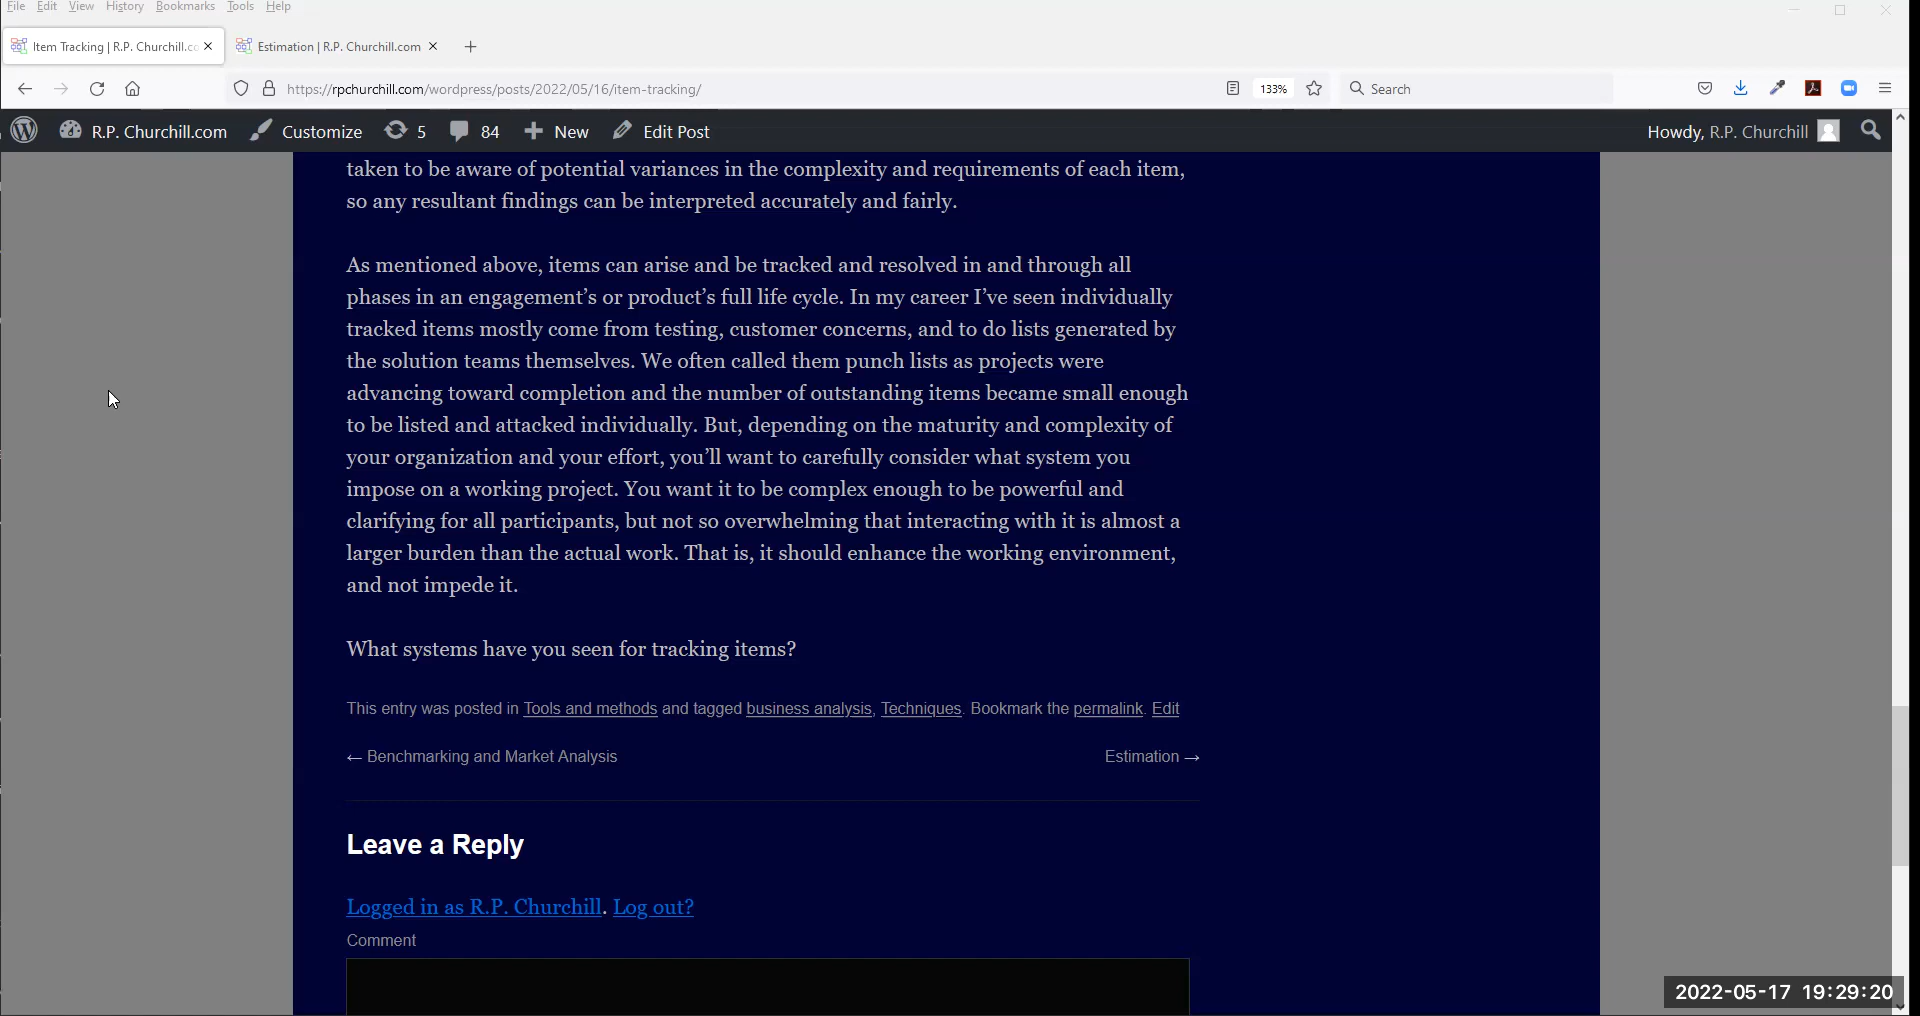 File Edit View History Bookmarks Tools Help
Item Tracking | R.P. Churchill.c
Estimation | R.P. Churchill.com
https://rpchurchill.com/wordpress/posts/2022/05/16/item-tracking/
133%
Search
R.P. Churchill.com
Customize
5
84
New
Edit Post
Howdy, R.P. Churchill
taken to be aware of potential variances in the complexity and requirements of each item,
so any resultant findings can be interpreted accurately and fairly.
As mentioned above, items can arise and be tracked and resolved in and through all
phases in an engagement’s or product’s full life cycle. In my career I’ve seen individually
tracked items mostly come from testing, customer concerns, and to do lists generated by
the solution teams themselves. We often called them punch lists as projects were
advancing toward completion and the number of outstanding items became small enough
to be listed and attacked individually. But, depending on the maturity and complexity of
your organization and your effort, you’ll want to carefully consider what system you
impose on a working project. You want it to be complex enough to be powerful and
clarifying for all participants, but not so overwhelming that interacting with it is almost a
larger burden than the actual work. That is, it should enhance the working environment,
and not impede it.
What systems have you seen for tracking items?
This entry was posted in Tools and methods and tagged business analysis, Techniques. Bookmark the permalink. Edit
← Benchmarking and Market Analysis
Estimation →
Leave a Reply
Logged in as R.P. Churchill. Log out?
Comment
2022-05-17 19:29:20